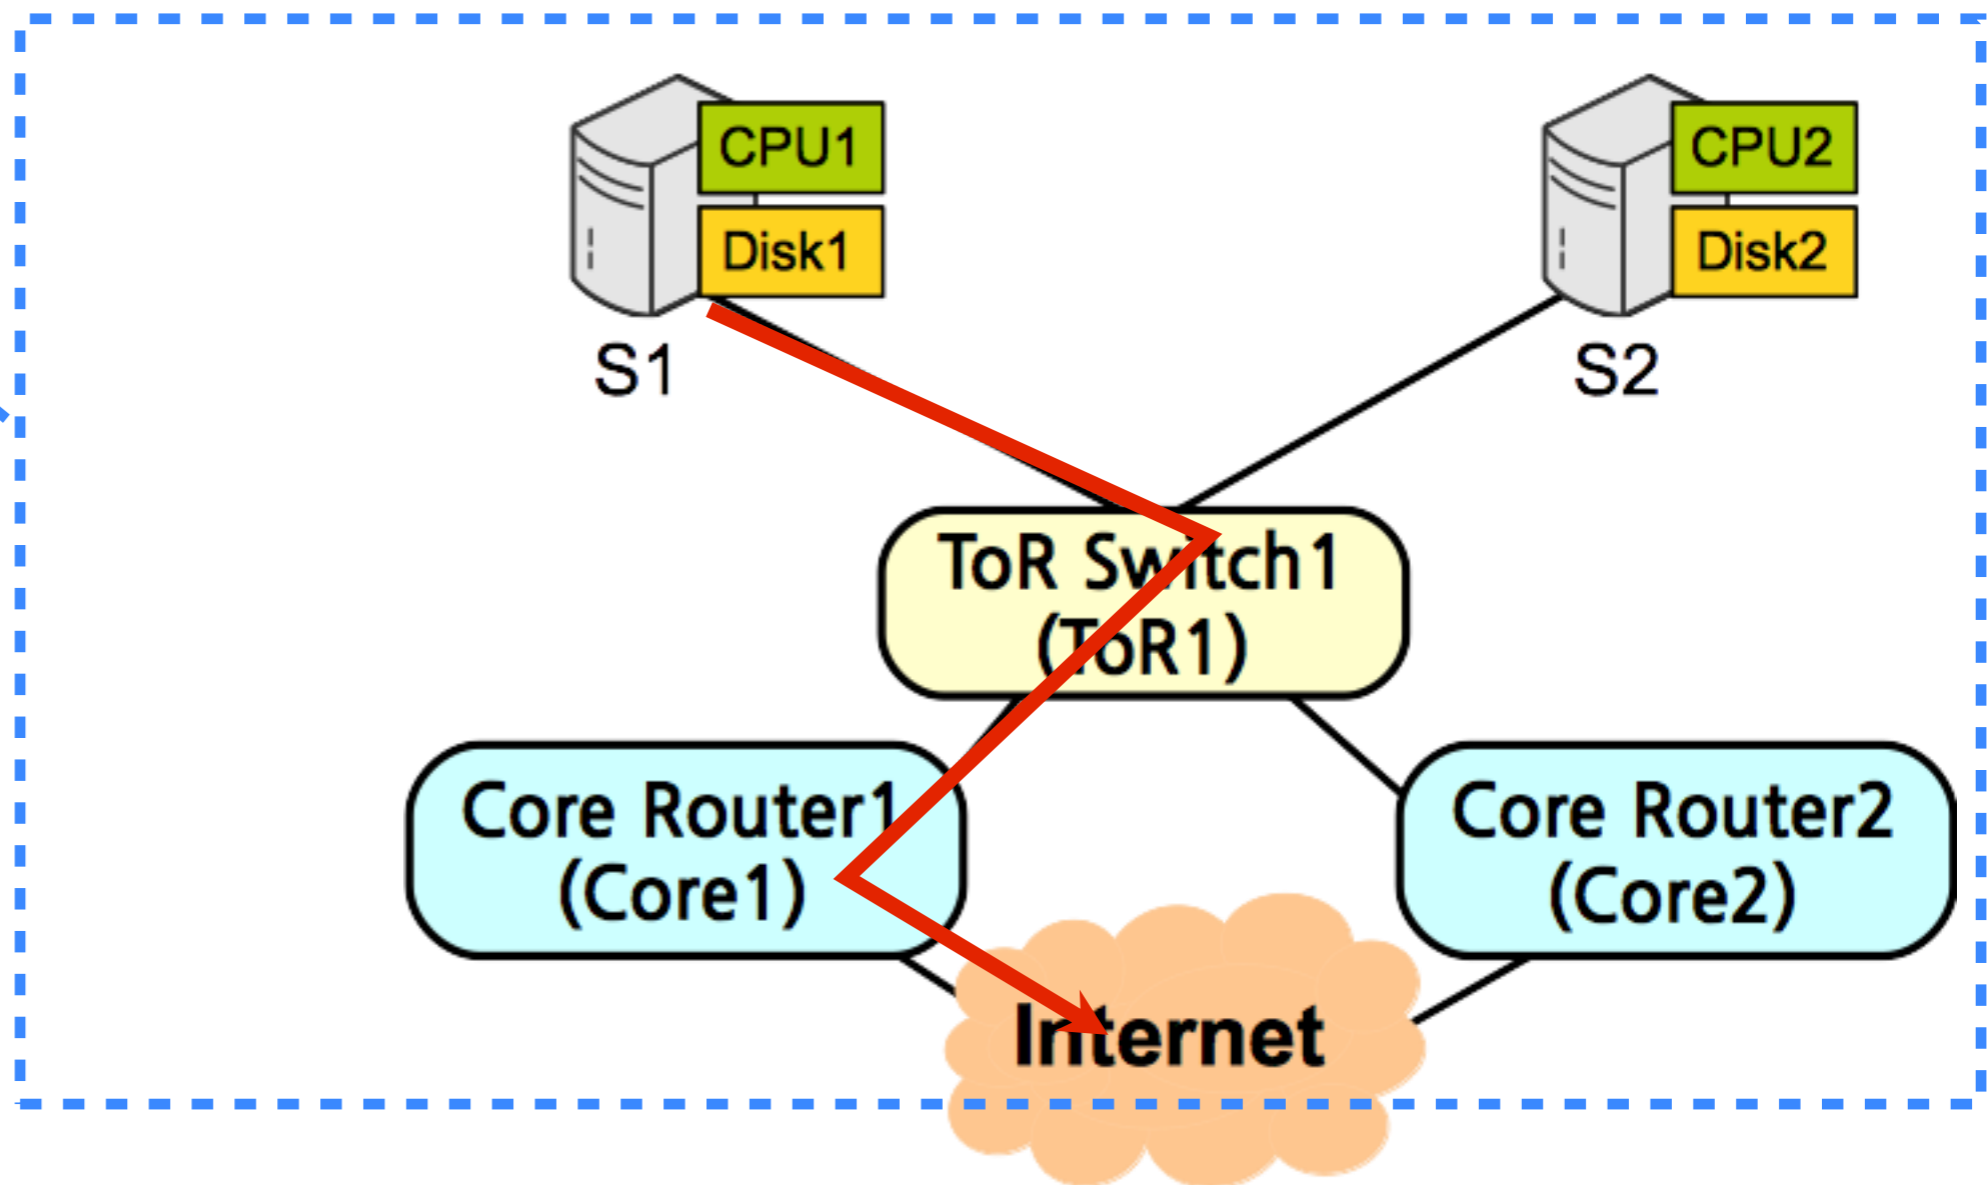 CPU1
CPU2
Disk1
Disk2
S1
S2
ToR Switch1
(ToR1)
Core Router1
(Core1)
Core Router2
(Core2)
Internet